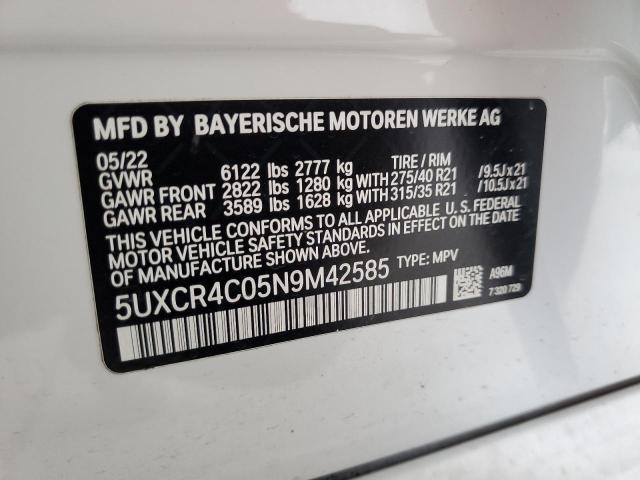 MFD BY BAYERISCHE MOTOREN WERKE AG
05/22
GVWR 6122 lbs 2777 kg TIRE / RIM
GAWR FRONT 2822 lbs 1280 kg WITH 275/40 R21 /9.5Jx21
GAWR REAR 3589 lbs 1628 kg WITH 315/35 R21 /10.5Jx21
THIS VEHICLE CONFORMS TO ALL APPLICABLE U.S. FEDERAL
MOTOR VEHICLE SAFETY STANDARDS IN EFFECT ON THE DATE
OF MANUFACTURE SHOWN ABOVE.
5UXCR4C05N9M42585 TYPE: MPV
A96M
7 320 729